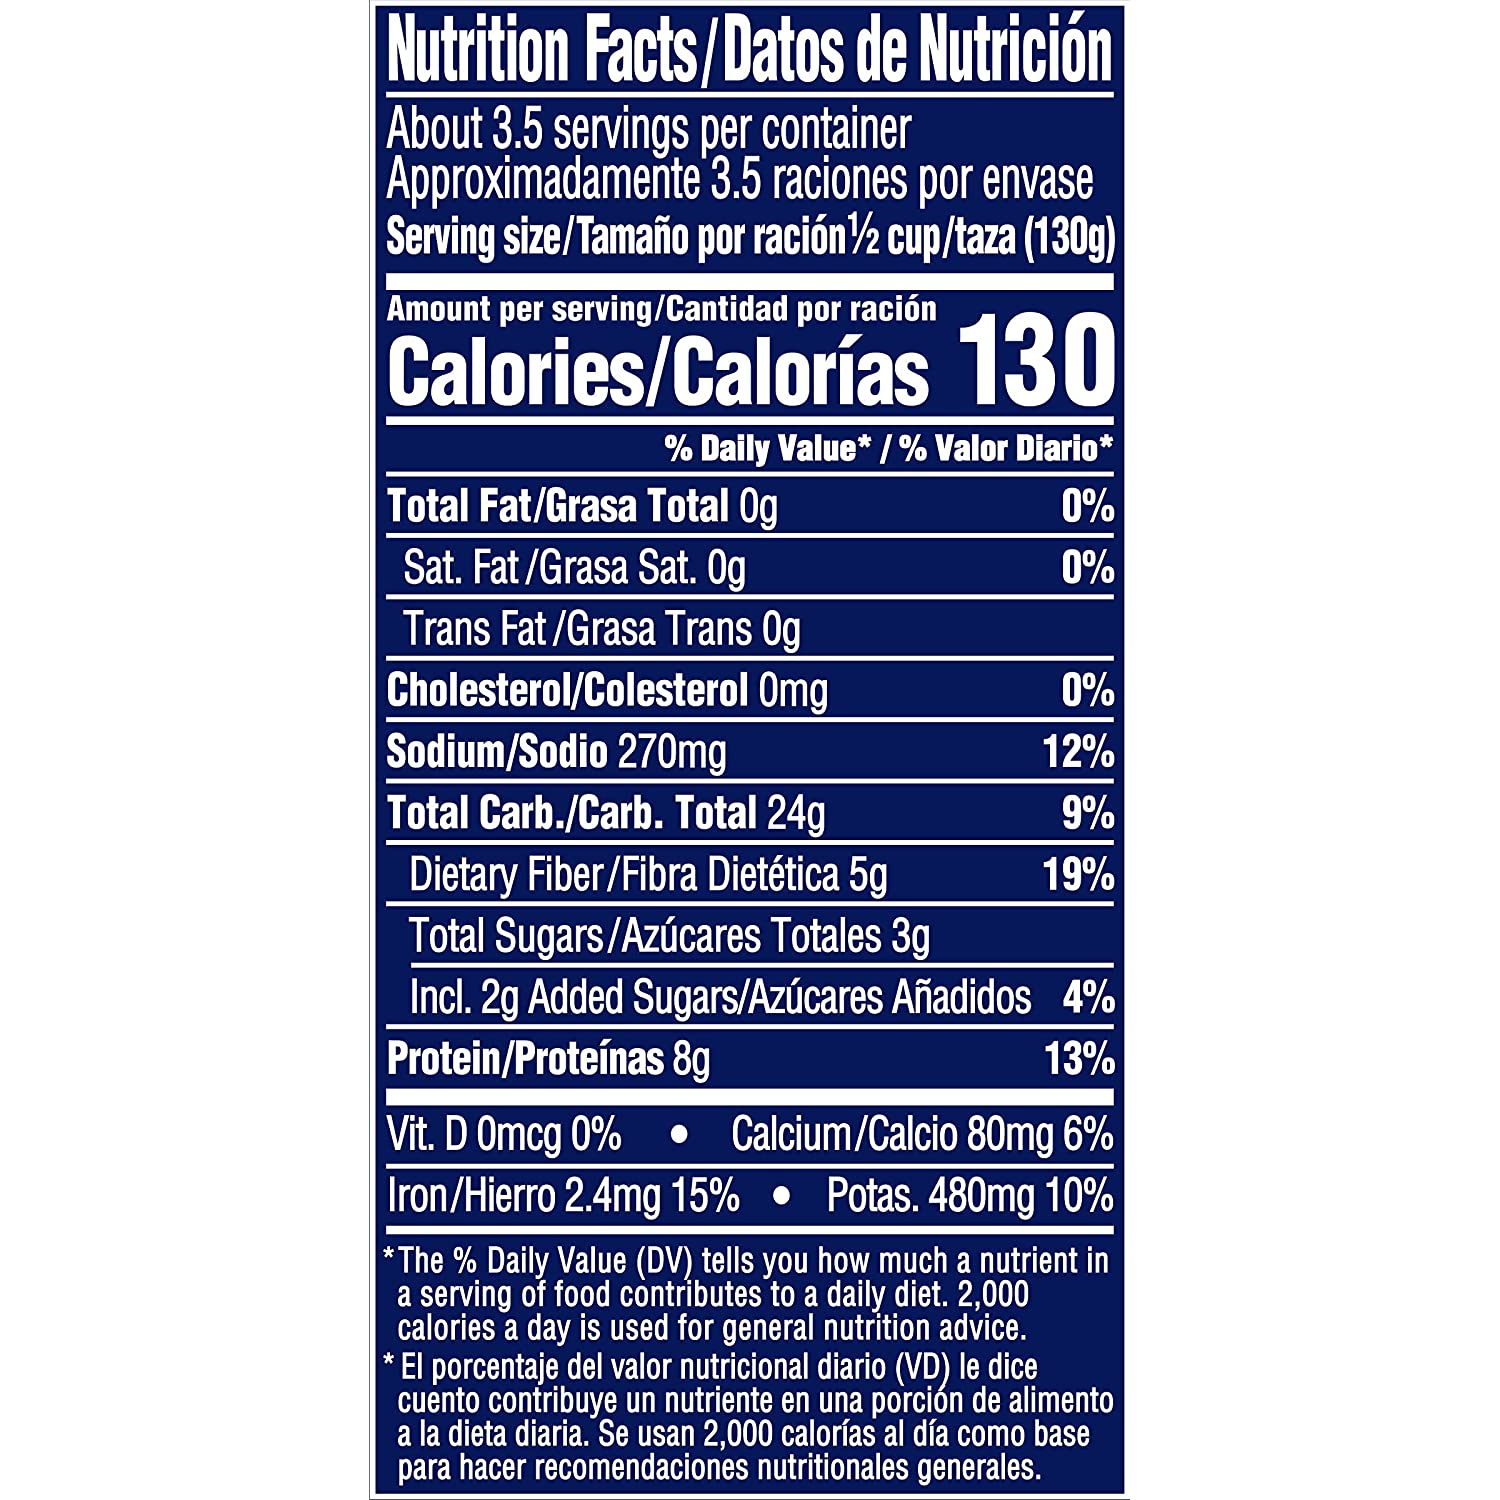 Nutrition Facts/Datos de Nutrición
About 3.5 servings per container
Approximadamente 3.5 raciones por envase
Serving size/Tamaño por ración ½ cup/taza (130g)
Amount per serving/Cantidad por ración
Calories/Calorías 130
% Daily Value* / % Valor Diario*
Total Fat/Grasa Total 0g 0%
Sat. Fat/Grasa Sat. 0g 0%
Trans Fat/Grasa Trans 0g
Cholesterol/Colesterol 0mg 0%
Sodium/Sodio 270mg 12%
Total Carb./Carb. Total 24g 9%
Dietary Fiber/Fibra Dietética 5g 19%
Total Sugars/Azúcares Totales 3g
Incl. 2g Added Sugars/Azúcares Añadidos 4%
Protein/Proteínas 8g 13%
Vit. D 0mcg 0% • Calcium/Calcio 80mg 6%
Iron/Hierro 2.4mg 15% • Potas. 480mg 10%
*The % Daily Value (DV) tells you how much a nutrient in
a serving of food contributes to a daily diet. 2,000
calories a day is used for general nutrition advice.
* El porcentaje del valor nutricional diario (VD) le dice
cuento contribuye un nutriente en una porción de alimento
a la dieta diaria. Se usan 2,000 calorías al día como base
para hacer recomendaciones nutritionales generales.